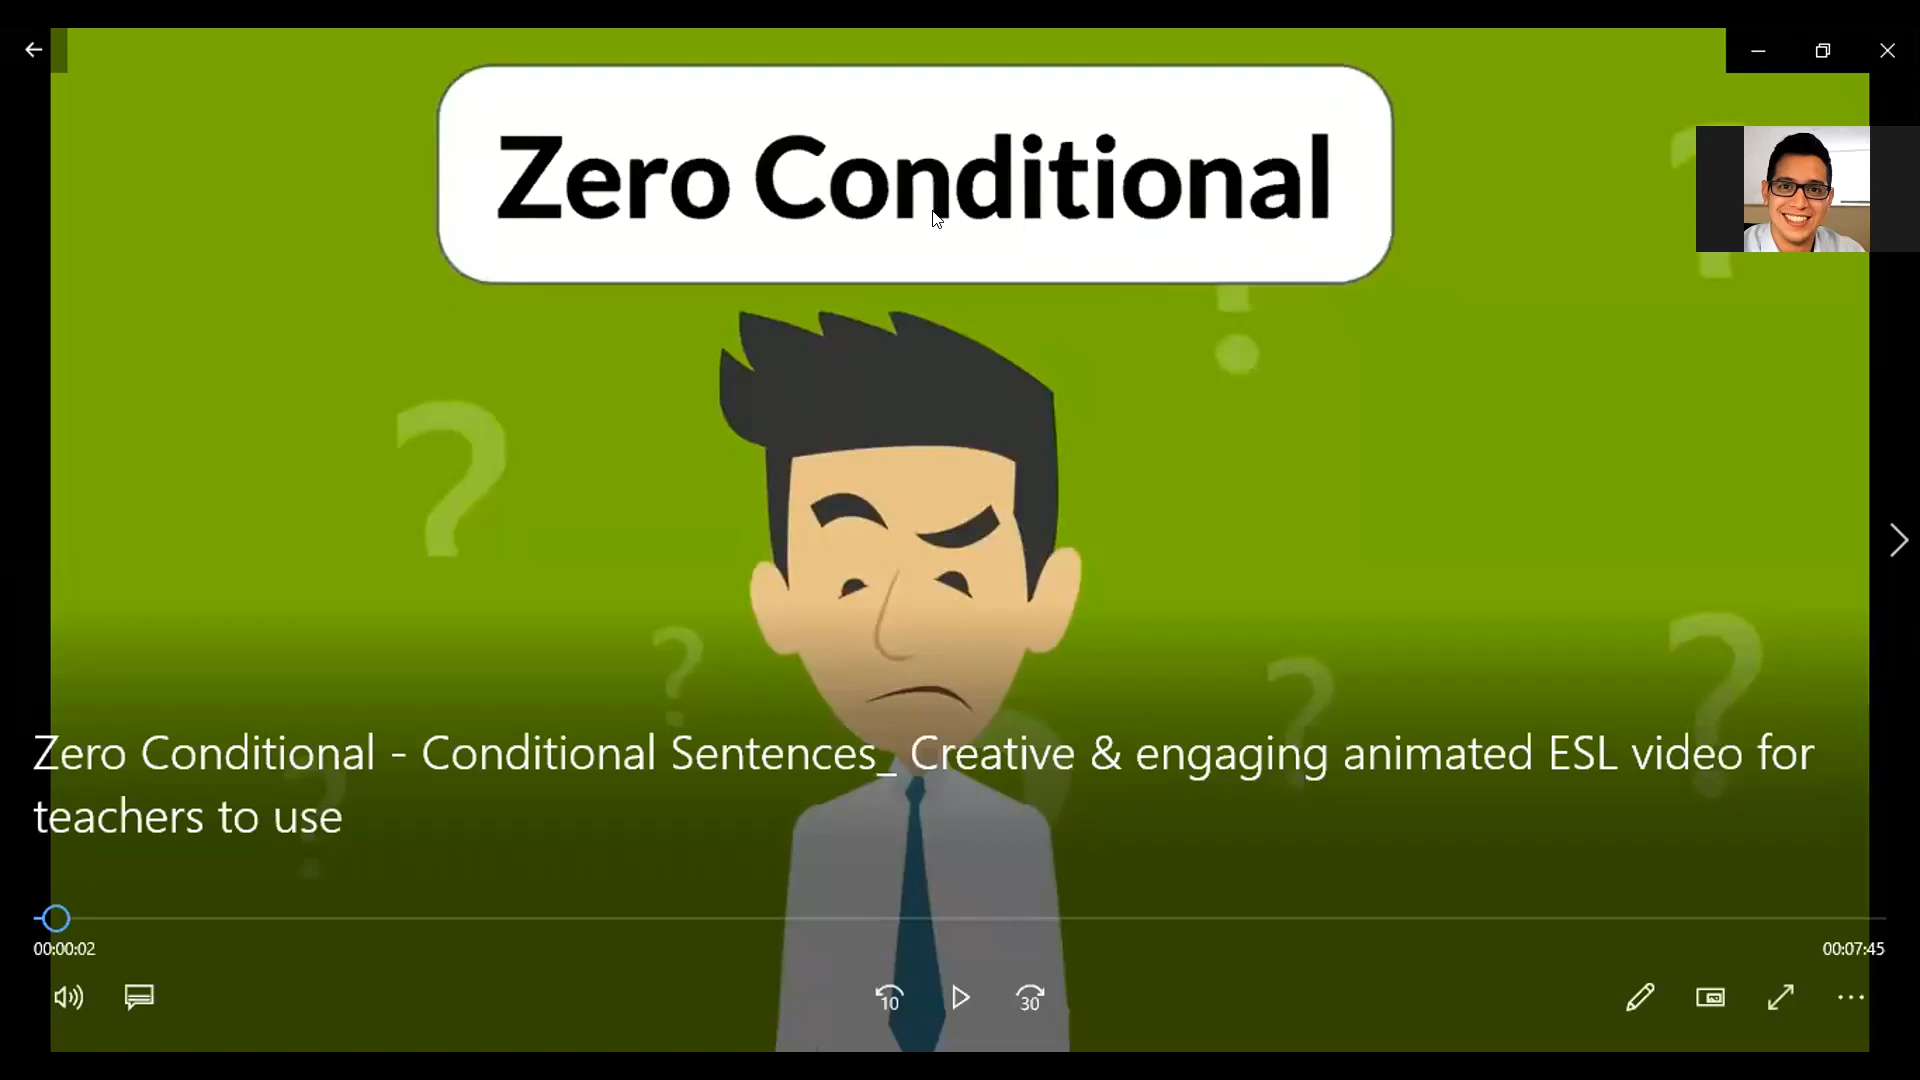 Zero Conditional
Zero Conditional - Conditional Sentences_ Creative & engaging animated ESL video for
teachers to use
00:00:02
00:07:45
10
30